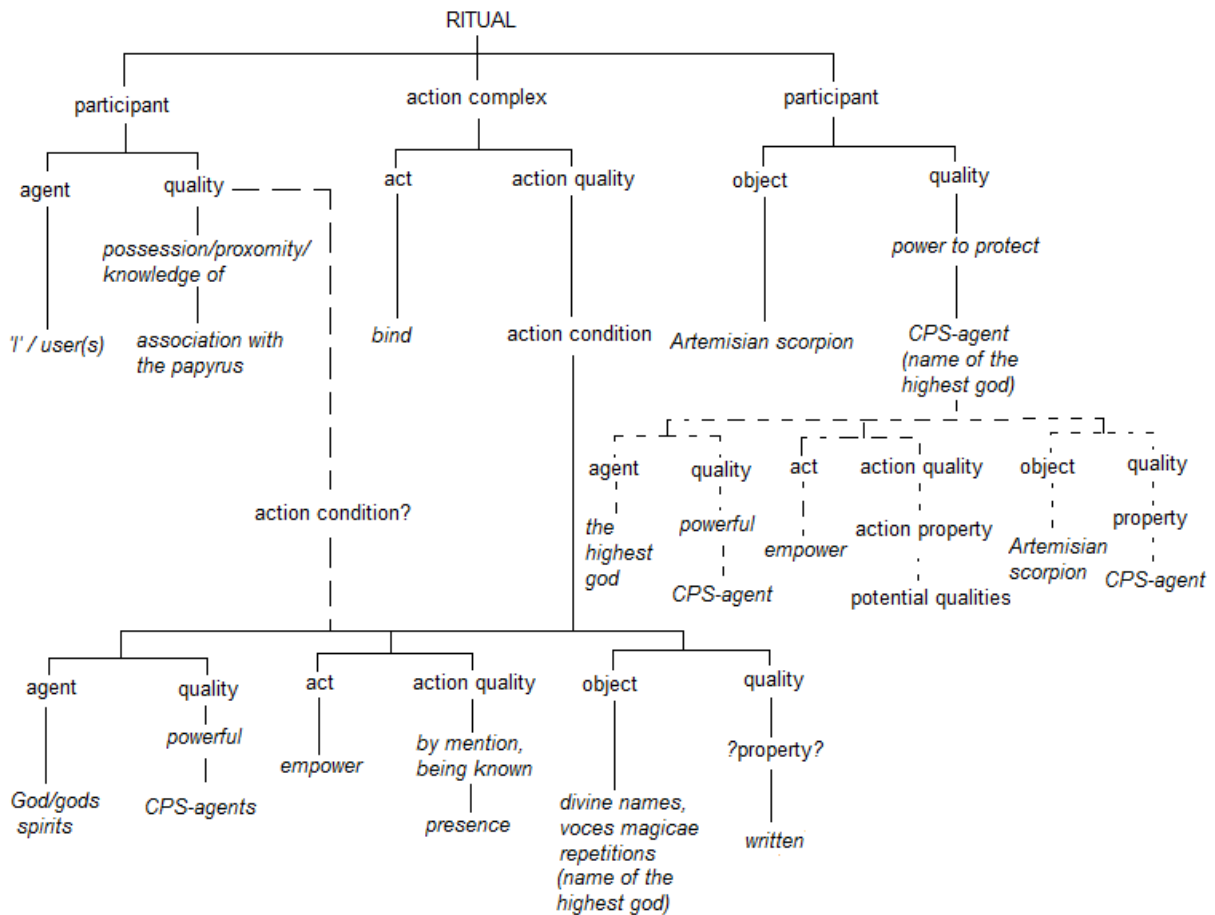 RITUAL
participant
action complex
participant
agent
quality
act
action quality
object
quality
possession/proxomity/
knowledge of
power to protect
'I' / user(s)
association with
the papyrus
bind
action condition
Artemisian scorpion
CPS-agent
(name of the
highest god)
agent
quality
act
action quality
object
quality
the
highest
god
powerful
CPS-agent
empower
action property
potential qualities
Artemisian
scorpion
property
CPS-agent
action condition?
agent
quality
act
action quality
object
quality
God/gods
spirits
powerful
CPS-agents
empower
by mention,
being known
presence
divine names,
voces magicae
repetitions
(name of the
highest god)
?property?
written